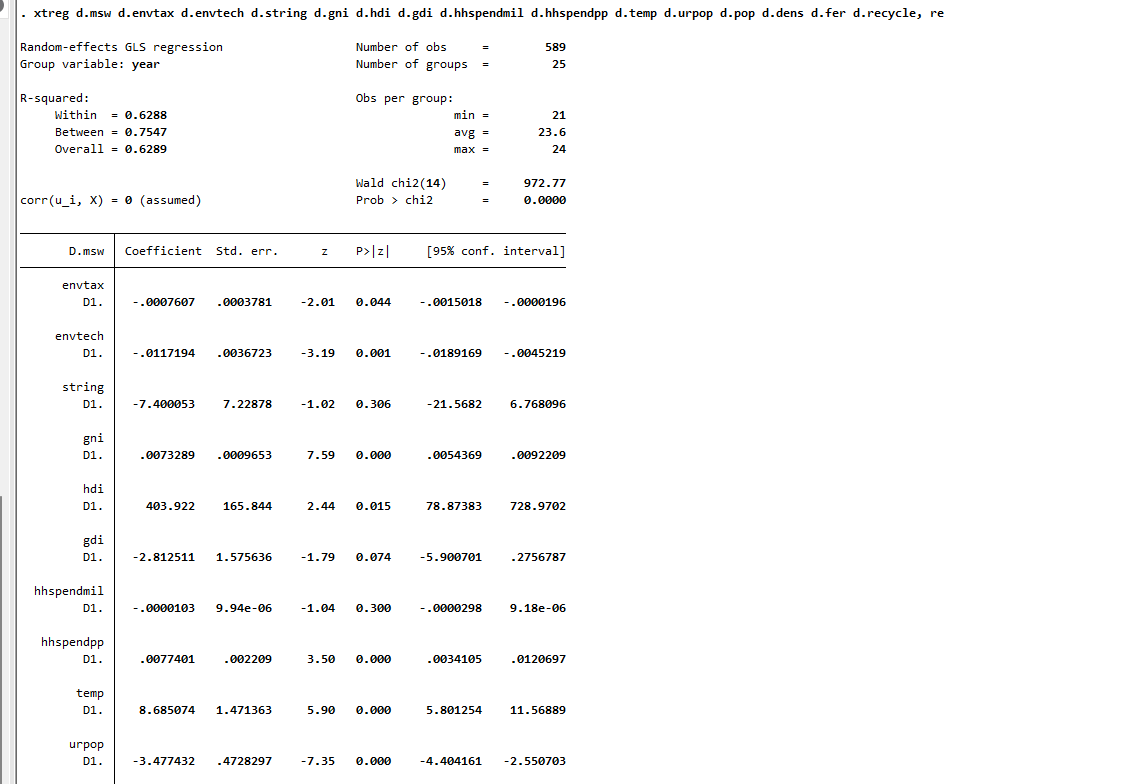 . xtreg d.msw d.envtax d.envtech d.string d.gni d.hdi d.gdi d.hhspendmil d.hhspendpp d.temp d.urpop d.pop d.dens d.fer d.recycle, re
Random-effects GLS regression Number of obs = 589
Group variable: year Number of groups = 25
R-squared: Obs per group:
Within = 0.6288 min = 21
Between = 0.7547 avg = 23.6
Overall = 0.6289 max = 24
Wald chi2(14) = 972.77
corr(u_i, X) = 0 (assumed) Prob > chi2 = 0.0000
D.msw Coefficient Std. err. z P>|z| [95% conf. interval]
envtax
D1. -.0007607 .0003781 -2.01 0.044 -.0015018 -.0000196
envtech
D1. -.0117194 .0036723 -3.19 0.001 -.0189169 -.0045219
string
D1. -7.400053 7.22878 -1.02 0.306 -21.5682 6.768096
gni
D1. .0073289 .0009653 7.59 0.000 .0054369 .0092209
hdi
D1. 403.922 165.844 2.44 0.015 78.87383 728.9702
gdi
D1. -2.812511 1.575636 -1.79 0.074 -5.900701 .2756787
hhspendmil
D1. -.0000103 9.94e-06 -1.04 0.300 -.0000298 9.18e-06
hhspendpp
D1. .0077401 .002209 3.50 0.000 .0034105 .0120697
temp
D1. 8.685074 1.471363 5.90 0.000 5.801254 11.56889
urpop
D1. -3.477432 .4728297 -7.35 0.000 -4.404161 -2.550703